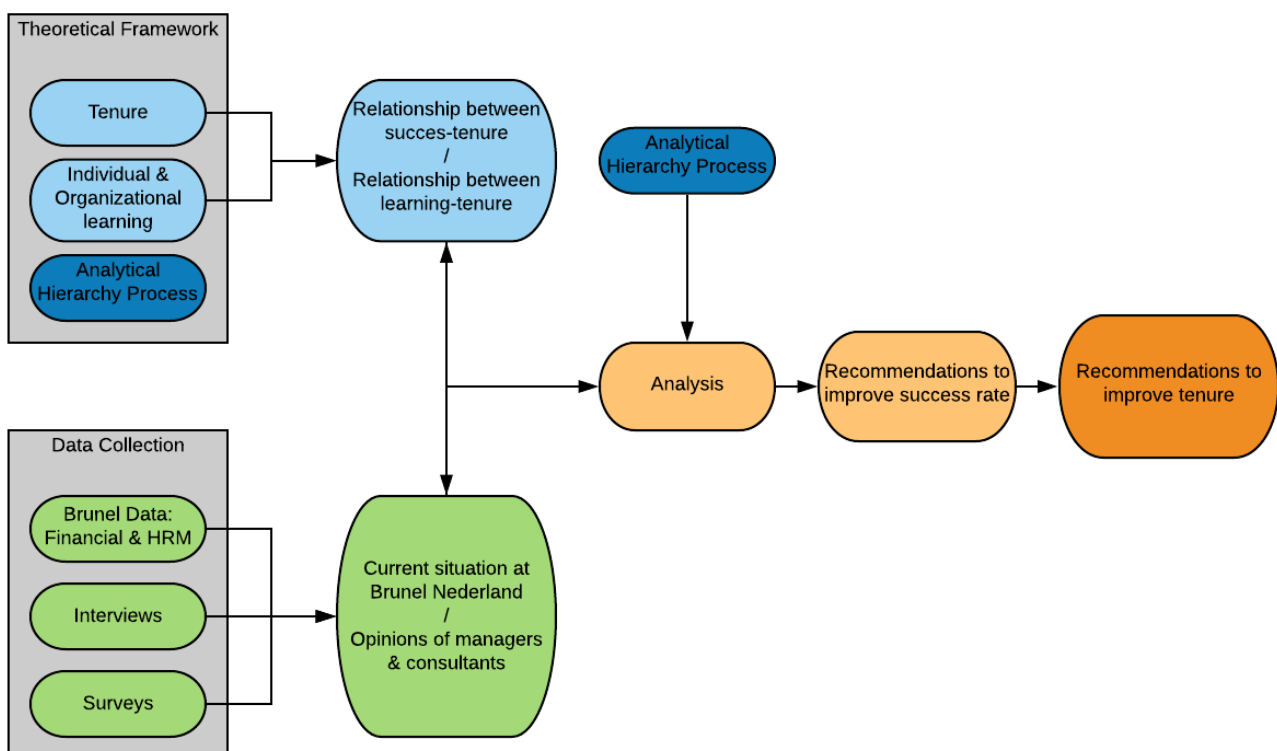 Theoretical Framework
Tenure
Individual &
Organizational
learning
Analytical
Hierarchy Process
Relationship between
succes-tenure
/
Relationship between
learning-tenure
Analytical
Hierarchy Process
Analysis
Recommendations to
improve success rate
Recommendations to
improve tenure
Data Collection
Brunel Data:
Financial & HRM
Interviews
Surveys
Current situation at
Brunel Nederland
/
Opinions of managers
& consultants